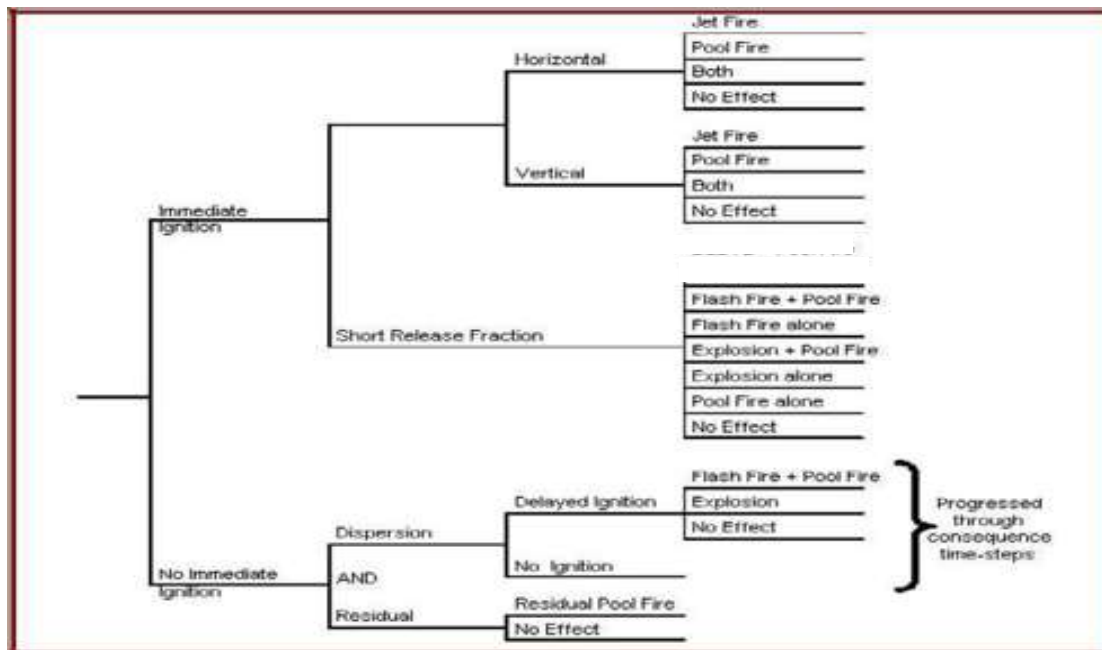 Jet Fire
Pool Fire
Horizontal
Both
No Effect
Jet Fire
Pool Fire
Vertical
Both
No Effect
Immediate
Ignition
Flash Fire + Pool Fire
Flash Fire alone
Short Release Fraction
Explosion + Pool Fire
Explosion alone
Pool Fire alone
No Effect
Flash Fire + Pool Fire
Delayed Ignition
Explosion
No Effect
Dispersion
No Ignition
Progressed
through
consequence
time-steps
No Immediate
Ignition
AND
Residual
Residual Pool Fire
No Effect